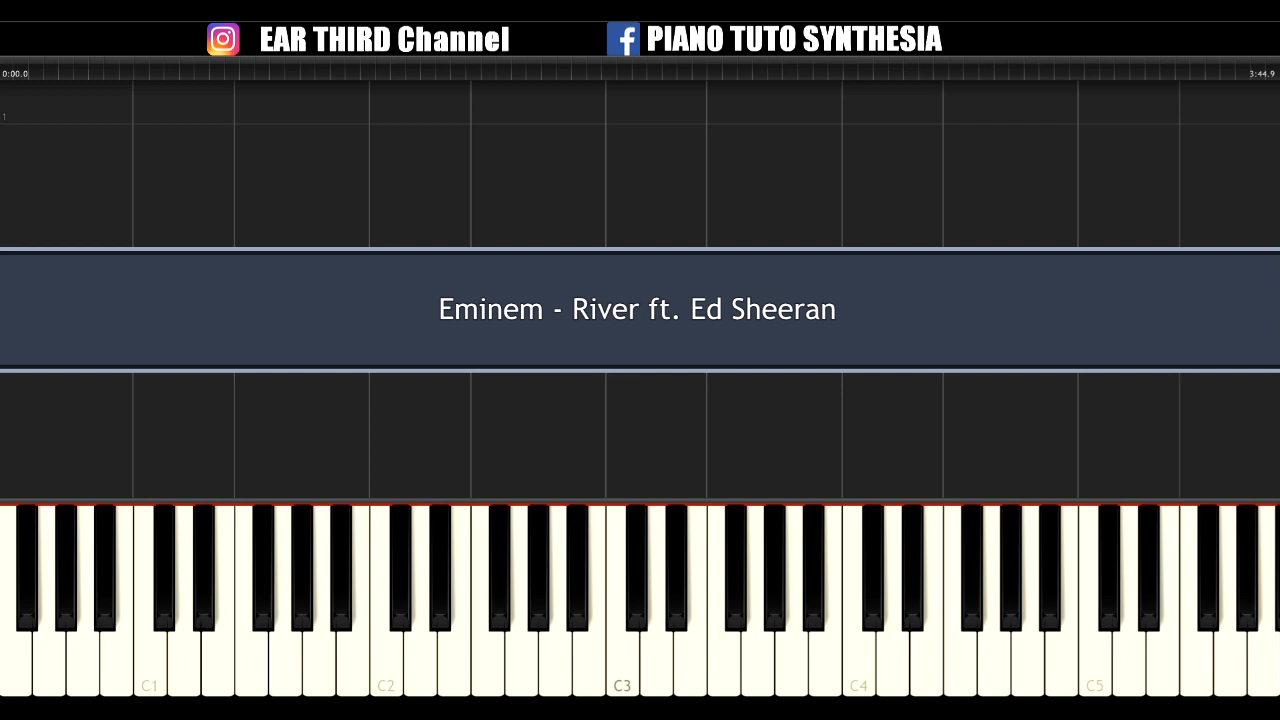 EAR THIRD Channel PIANO TUTO SYNTHESIA
0:00.0 3:44.9
1
Eminem - River ft. Ed Sheeran
C1 C2 C3 C4 C5